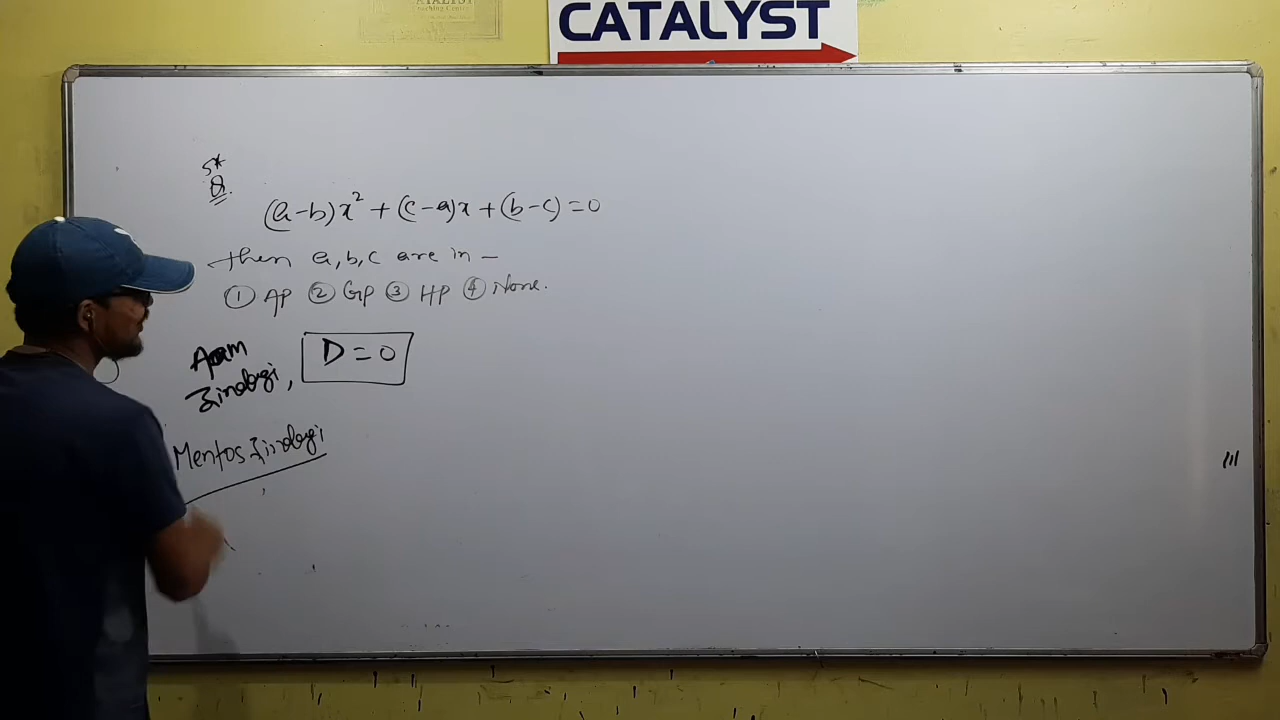 CATALYST
5*
Q
(a-b)x² + (c-a)x + (b-c) = 0
then a, b, c are in -
① AP ② GP ③ HP ④ None.
Aam
Zindagi, D = 0
Mentos Zindagi